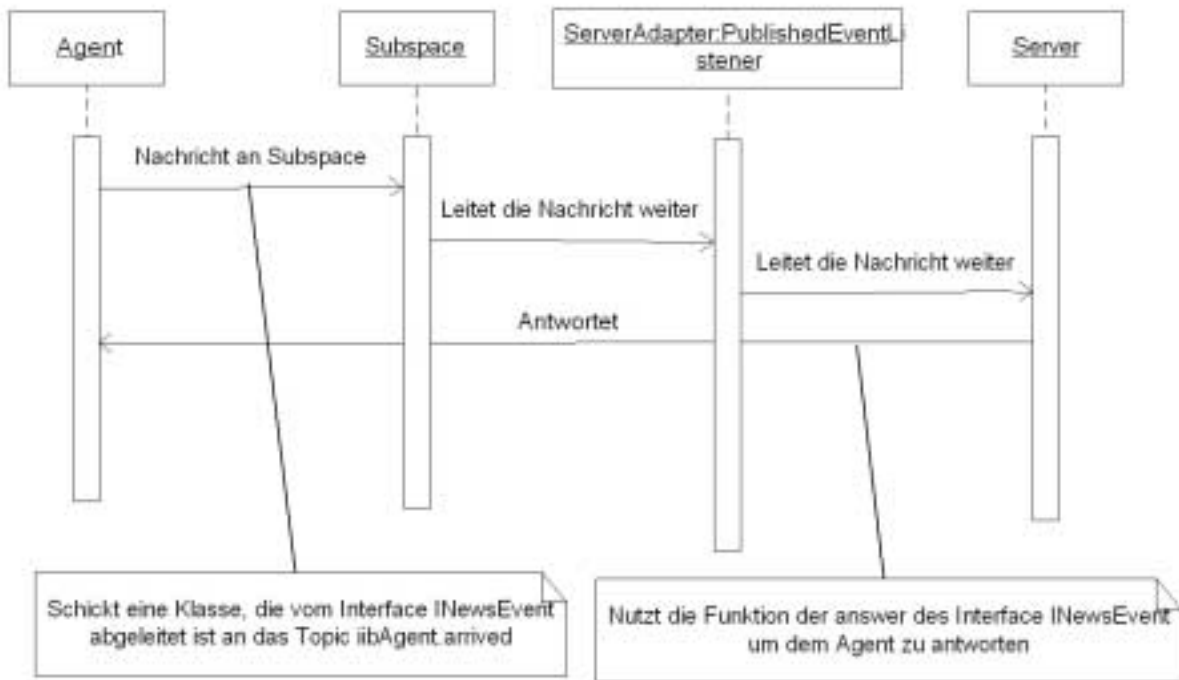 Agent
Subspace
ServerAdapter:PublishedEventLi
stener
Server
Nachricht an Subspace
Leitet die Nachricht weiter
Leitet die Nachricht weiter
Antwortet
Schickt eine Klasse, die vom Interface INewsEvent
abgeleitet ist an das Topic iibAgent.arrived
Nutzt die Funktion der answer des Interface INewsEvent
um dem Agent zu antworten